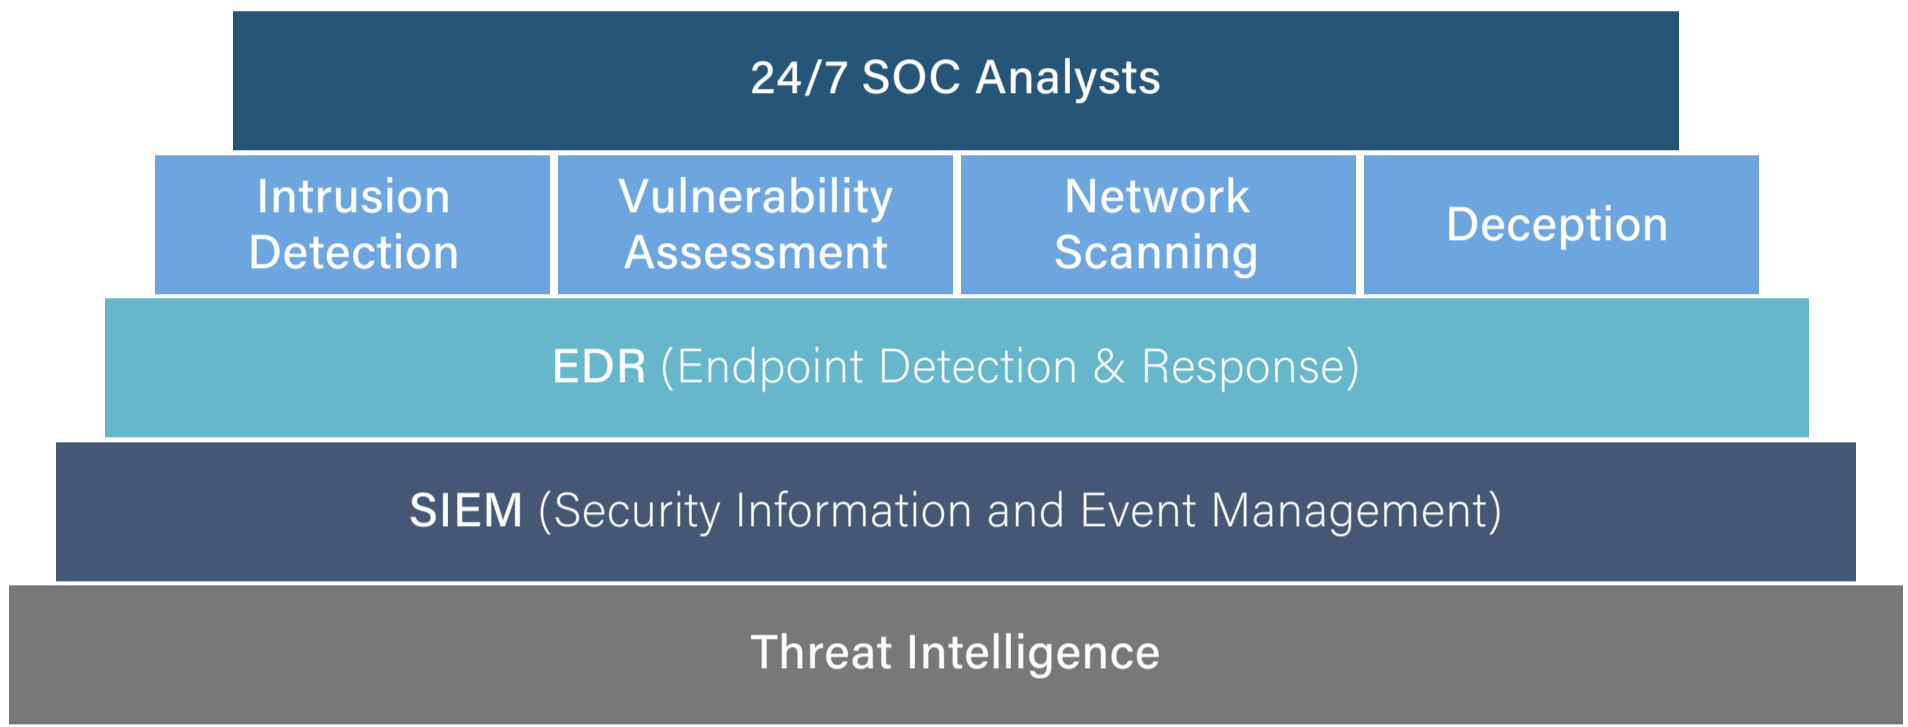 24/7 SOC Analysts
Intrusion
Detection
Vulnerability
Assessment
Network
Scanning
Deception
EDR (Endpoint Detection & Response)
SIEM (Security Information and Event Management)
Threat Intelligence